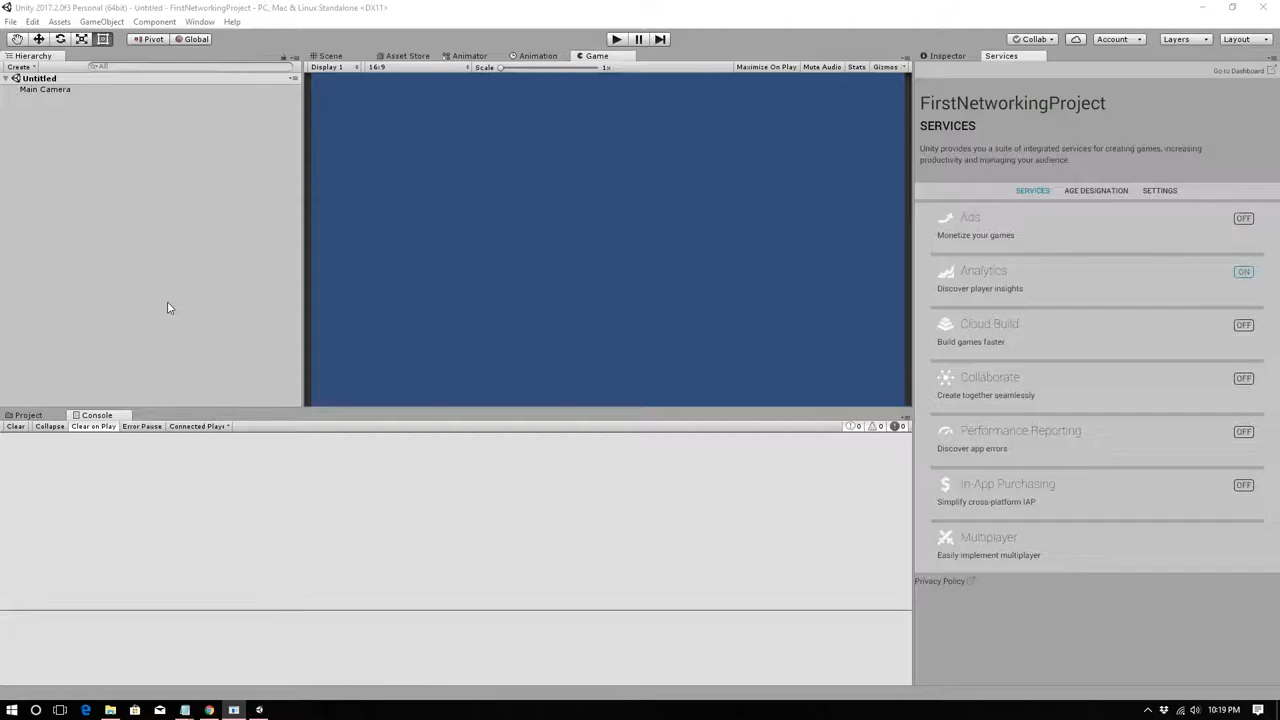 Unity 2017.2.0f3 Personal (64bit) - Untitled - FirstNetworkingProject - PC, Mac & Linux Standalone <DX11>
File Edit Assets GameObject Component Window Help
Pivot Global Collab Account Layers Layout
Hierarchy Scene Asset Store Animator Animation Game Inspector Services
Create All Display 1 16:9 Scale 1x Maximize On Play Mute Audio Stats Gizmos Go to Dashboard
Untitled
Main Camera
FirstNetworkingProject
SERVICES
Unity provides you a suite of integrated services for creating games, increasing
productivity and managing your audience.
SERVICES AGE DESIGNATION SETTINGS
Ads OFF
Monetize your games
Analytics ON
Discover player insights
Cloud Build OFF
Build games faster
Collaborate OFF
Create together seamlessly
Performance Reporting OFF
Discover app errors
In-App Purchasing OFF
Simplify cross-platform IAP
Multiplayer
Easily implement multiplayer
Privacy Policy
Project Console
Clear Collapse Clear on Play Error Pause Connected Playe 0 0 0
10:19 PM